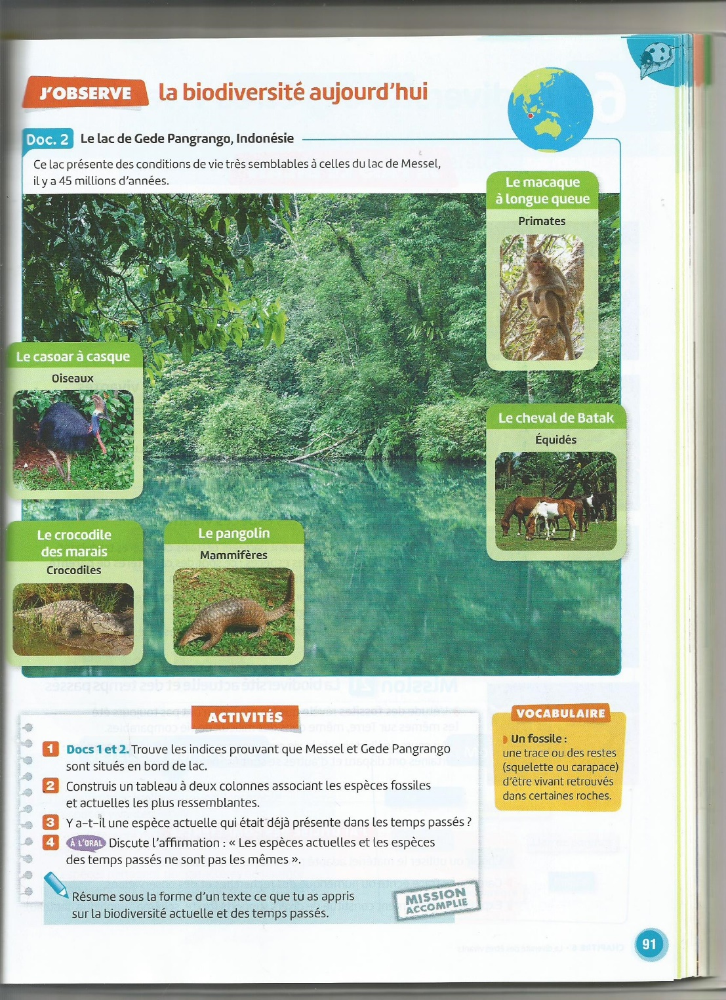 J'OBSERVE la biodiversité aujourd'hui
Doc. 2 Le lac de Gede Pangrango, Indonésie
Ce lac présente des conditions de vie très semblables à celles du lac de Messel,
il y a 45 millions d'années.
Le macaque
à longue queue
Primates
Le casoar à casque
Oiseaux
Le cheval de Batak
Équidés
Le crocodile
des marais
Crocodiles
Le pangolin
Mammifères
ACTIVITÉS
1 Docs 1 et 2. Trouve les indices prouvant que Messel et Gede Pangrango
sont situés en bord de lac.
2 Construis un tableau à deux colonnes associant les espèces fossiles
et actuelles les plus ressemblantes.
3 Y a-t-il une espèce actuelle qui était déjà présente dans les temps passés ?
4 À L'ORAL Discute l'affirmation : « Les espèces actuelles et les espèces
des temps passés ne sont pas les mêmes ».
Résume sous la forme d'un texte ce que tu as appris
sur la biodiversité actuelle et des temps passés.
MISSION
ACCOMPLIE
VOCABULAIRE
Un fossile :
une trace ou des restes
(squelette ou carapace)
d'être vivant retrouvés
dans certaines roches.
91